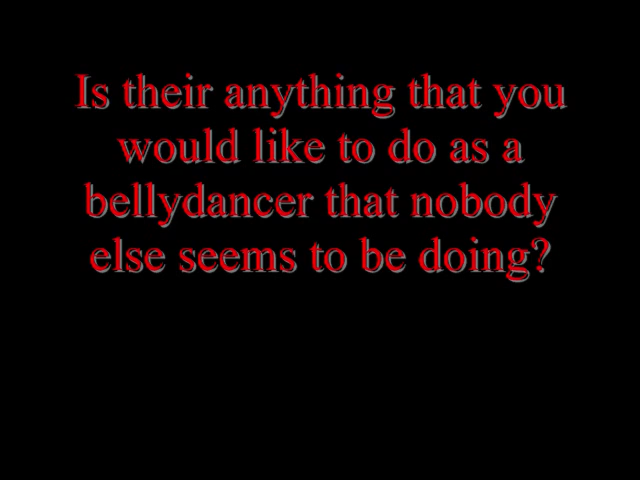 Is their anything that you
would like to do as a
bellydancer that nobody
else seems to be doing?